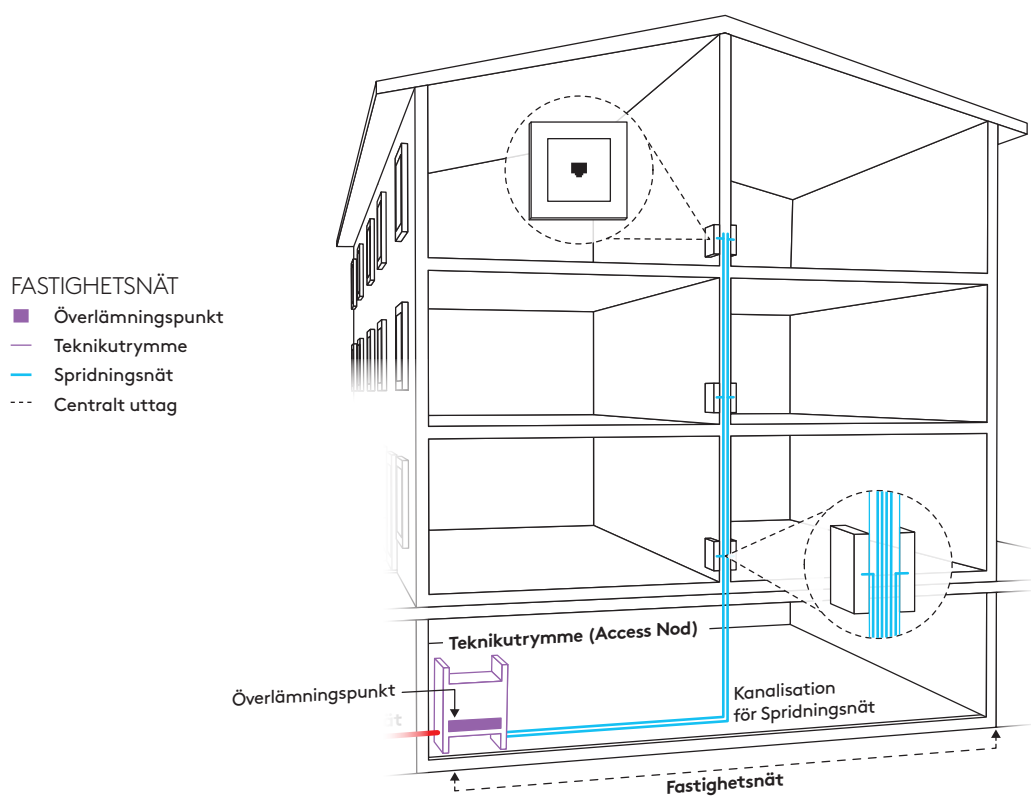 FASTIGHETSNÄT
Överlämningspunkt
Teknikutrymme
Spridningsnät
Centralt uttag
Teknikutrymme (Access Nod)
Överlämningspunkt
Kanalisation
för Spridningsnät
Fastighetsnät